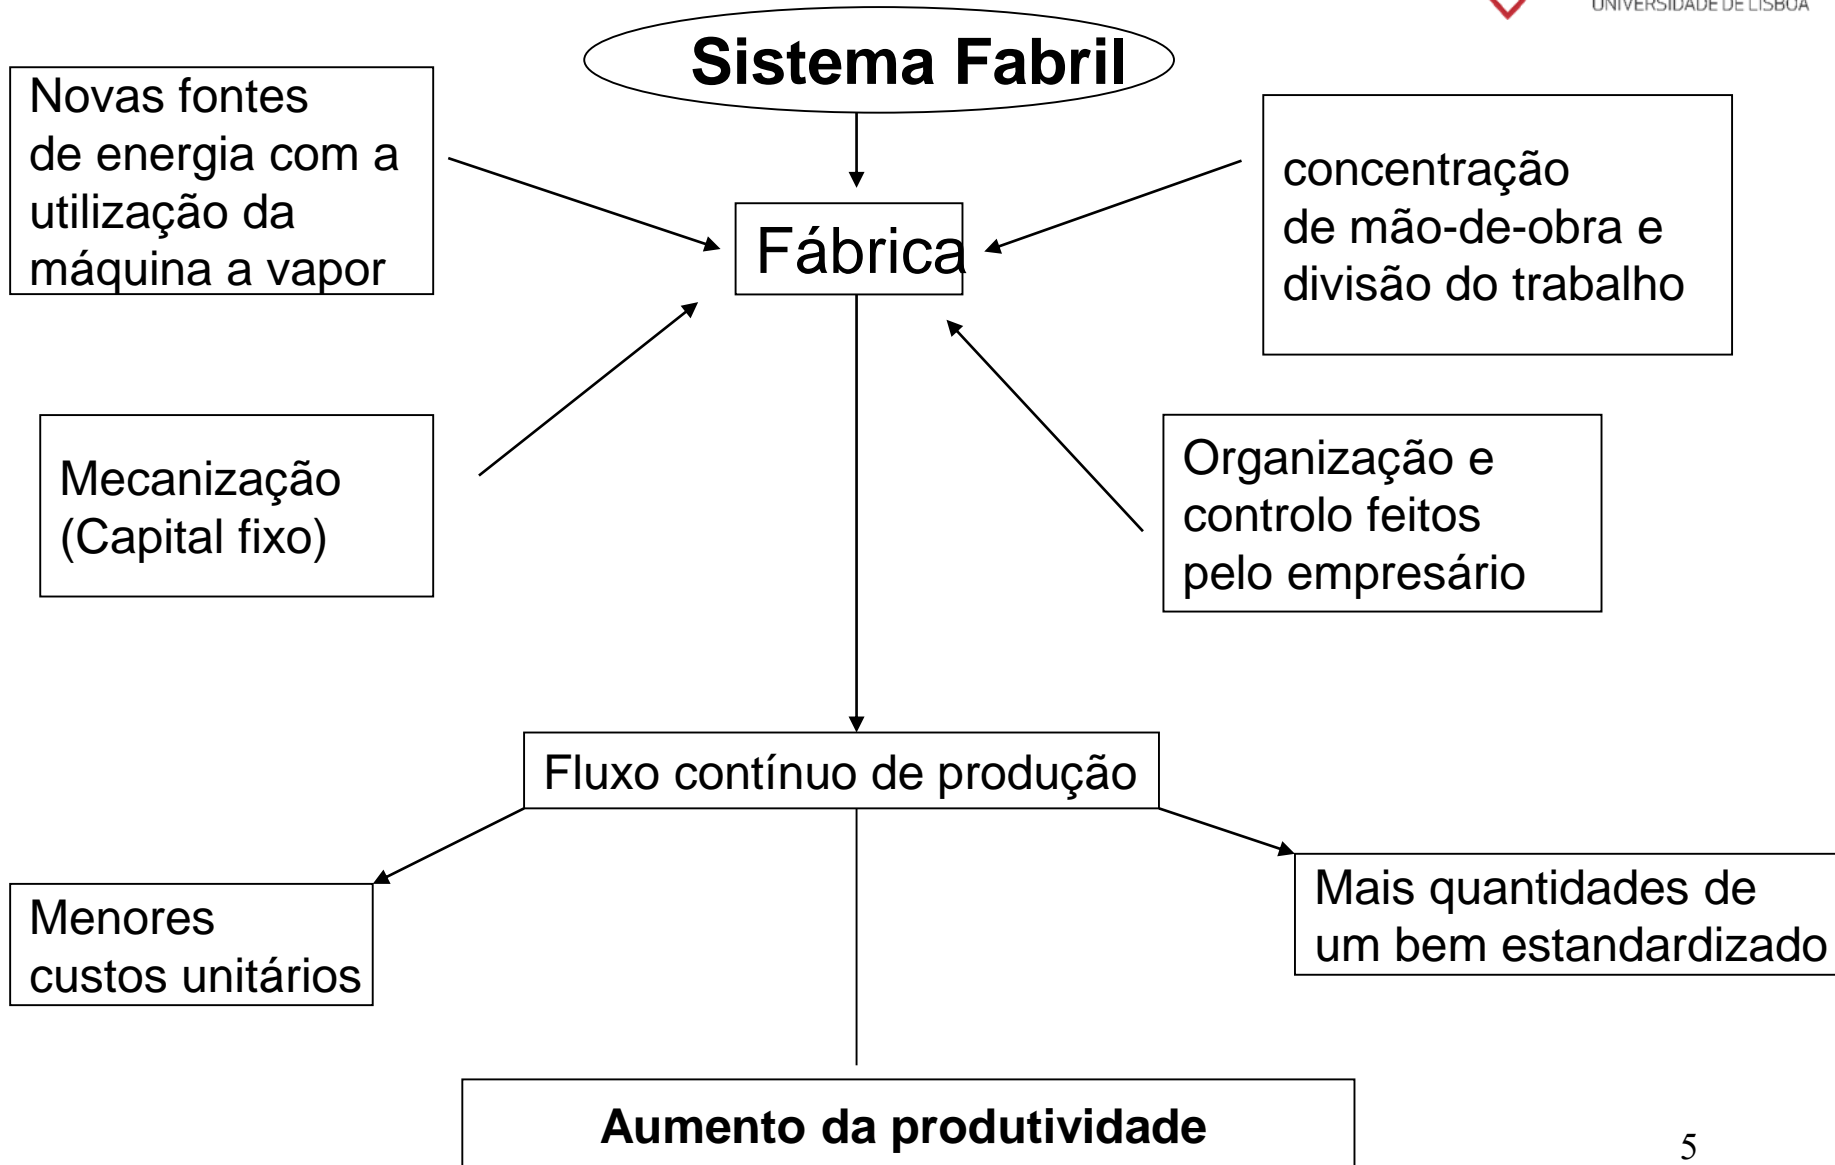 UNIVERSIDADE DE LISBOA
Sistema Fabril
Novas fontes
de energia com a
utilização da
máquina a vapor
concentração
de mão-de-obra e
divisão do trabalho
Fábrica
Mecanização
(Capital fixo)
Organização e
controlo feitos
pelo empresário
Fluxo contínuo de produção
Menores
custos unitários
Mais quantidades de
um bem estandardizado
Aumento da produtividade
5